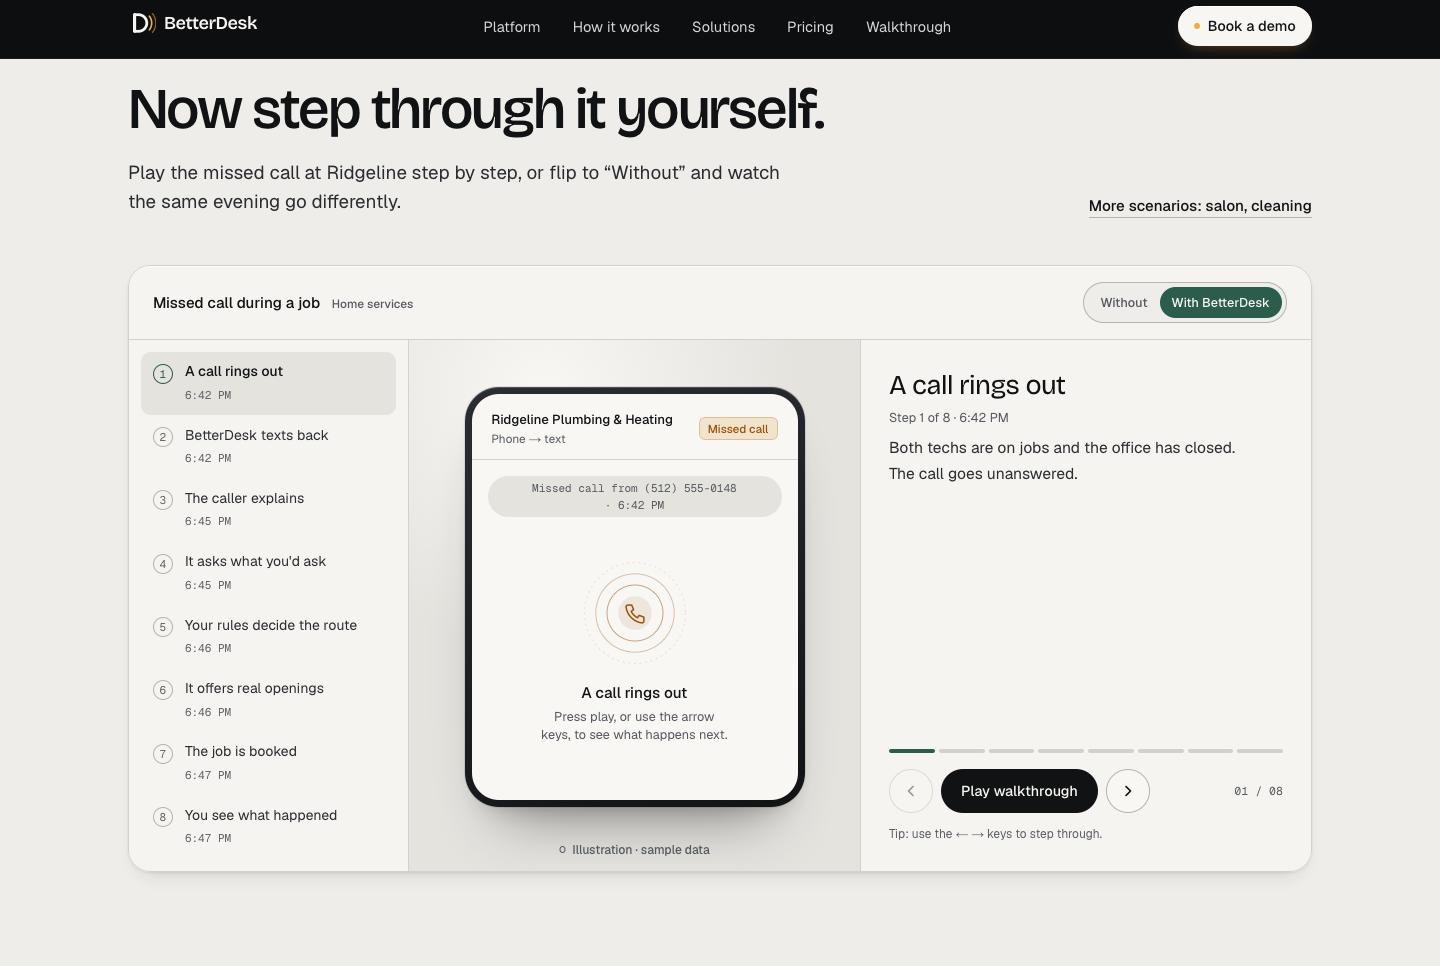 BetterDesk
Platform
How it works
Solutions
Pricing
Walkthrough
Book a demo
Now step through it yourself.
Play the missed call at Ridgeline step by step, or flip to “Without” and watch
the same evening go differently.
More scenarios: salon, cleaning
Missed call during a job
Home services
Without
With BetterDesk
1
A call rings out
6:42 PM
2
BetterDesk texts back
6:42 PM
3
The caller explains
6:45 PM
4
It asks what you'd ask
6:45 PM
5
Your rules decide the route
6:46 PM
6
It offers real openings
6:46 PM
7
The job is booked
6:47 PM
8
You see what happened
6:47 PM
Ridgeline Plumbing & Heating
Phone → text
Missed call
Missed call from (512) 555-0148
· 6:42 PM
A call rings out
Press play, or use the arrow
keys, to see what happens next.
Illustration · sample data
A call rings out
Step 1 of 8 · 6:42 PM
Both techs are on jobs and the office has closed.
The call goes unanswered.
Play walkthrough
01 / 08
Tip: use the ← → keys to step through.